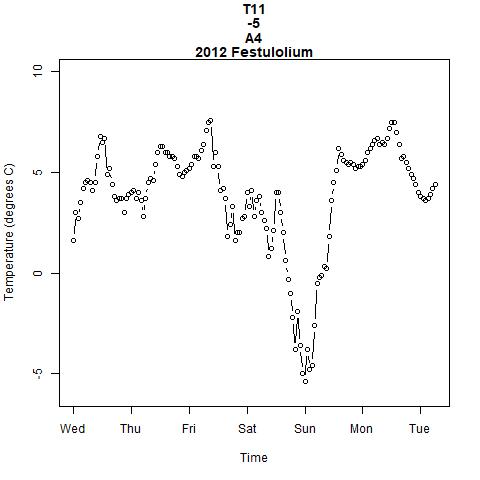 T11
-5
A4
2012 Festulolium
Temperature (degrees C)
10
5
0
-5
Wed Thu Fri Sat Sun Mon Tue
Time